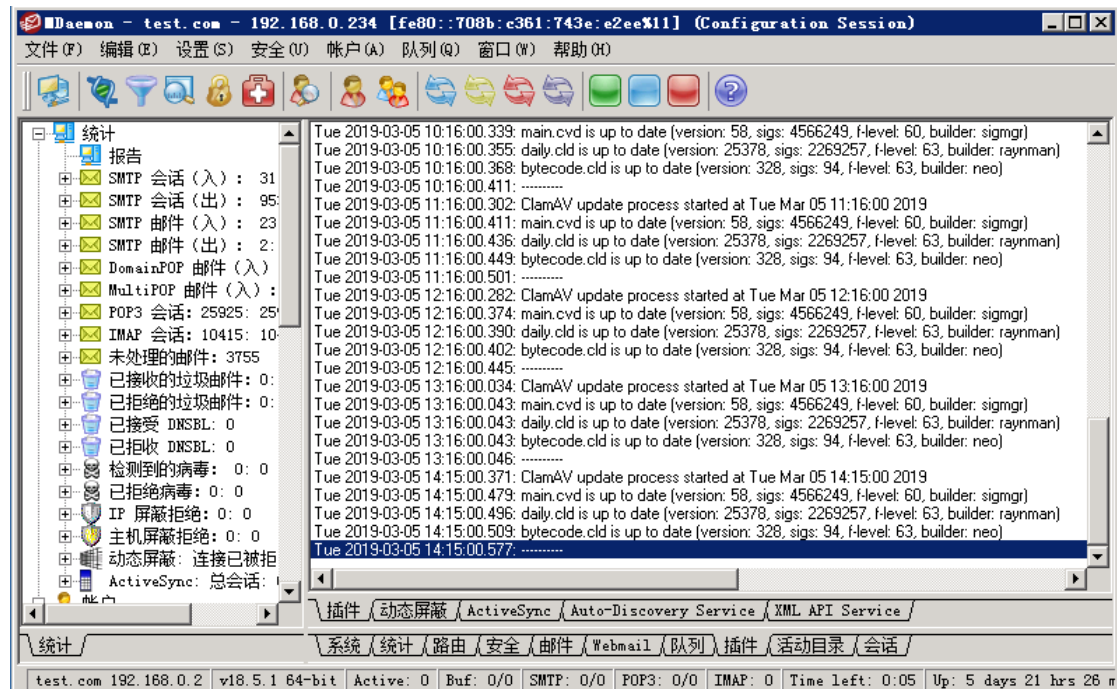 MDaemon - test.com - 192.168.0.234 [fe80::708b:c361:743e:e2ee%11] (Configuration Session)
文件(F) 编辑(E) 设置(S) 安全(U) 帐户(A) 队列(Q) 窗口(W) 帮助(H)
统计
报告
SMTP 会话(入): 31
SMTP 会话(出): 95
SMTP 邮件(入): 23
SMTP 邮件(出): 2:
DomainPOP 邮件(入)
MultiPOP 邮件(入):
POP3 会话: 25925: 25
IMAP 会话: 10415: 10
未处理的邮件: 3755
已接收的垃圾邮件: 0:
已拒绝的垃圾邮件: 0:
已接受 DNSBL: 0
已拒收 DNSBL: 0
检测到的病毒: 0: 0
已拒绝病毒: 0: 0
IP 屏蔽拒绝: 0: 0
主机屏蔽拒绝: 0: 0
动态屏蔽: 连接已被拒
ActiveSync: 总会话:
帐户
统计
Tue 2019-03-05 10:16:00.339: main.cvd is up to date (version: 58, sigs: 4566249, f-level: 60, builder: sigmgr)
Tue 2019-03-05 10:16:00.355: daily.cld is up to date (version: 25378, sigs: 2269257, f-level: 63, builder: raynman)
Tue 2019-03-05 10:16:00.368: bytecode.cld is up to date (version: 328, sigs: 94, f-level: 63, builder: neo)
Tue 2019-03-05 10:16:00.411: ----------
Tue 2019-03-05 11:16:00.302: ClamAV update process started at Tue Mar 05 11:16:00 2019
Tue 2019-03-05 11:16:00.411: main.cvd is up to date (version: 58, sigs: 4566249, f-level: 60, builder: sigmgr)
Tue 2019-03-05 11:16:00.436: daily.cld is up to date (version: 25378, sigs: 2269257, f-level: 63, builder: raynman)
Tue 2019-03-05 11:16:00.449: bytecode.cld is up to date (version: 328, sigs: 94, f-level: 63, builder: neo)
Tue 2019-03-05 11:16:00.501: ----------
Tue 2019-03-05 12:16:00.282: ClamAV update process started at Tue Mar 05 12:16:00 2019
Tue 2019-03-05 12:16:00.374: main.cvd is up to date (version: 58, sigs: 4566249, f-level: 60, builder: sigmgr)
Tue 2019-03-05 12:16:00.390: daily.cld is up to date (version: 25378, sigs: 2269257, f-level: 63, builder: raynman)
Tue 2019-03-05 12:16:00.402: bytecode.cld is up to date (version: 328, sigs: 94, f-level: 63, builder: neo)
Tue 2019-03-05 12:16:00.445: ----------
Tue 2019-03-05 13:16:00.034: ClamAV update process started at Tue Mar 05 13:16:00 2019
Tue 2019-03-05 13:16:00.043: main.cvd is up to date (version: 58, sigs: 4566249, f-level: 60, builder: sigmgr)
Tue 2019-03-05 13:16:00.043: daily.cld is up to date (version: 25378, sigs: 2269257, f-level: 63, builder: raynman)
Tue 2019-03-05 13:16:00.043: bytecode.cld is up to date (version: 328, sigs: 94, f-level: 63, builder: neo)
Tue 2019-03-05 13:16:00.046: ----------
Tue 2019-03-05 14:15:00.371: ClamAV update process started at Tue Mar 05 14:15:00 2019
Tue 2019-03-05 14:15:00.479: main.cvd is up to date (version: 58, sigs: 4566249, f-level: 60, builder: sigmgr)
Tue 2019-03-05 14:15:00.496: daily.cld is up to date (version: 25378, sigs: 2269257, f-level: 63, builder: raynman)
Tue 2019-03-05 14:15:00.509: bytecode.cld is up to date (version: 328, sigs: 94, f-level: 63, builder: neo)
Tue 2019-03-05 14:15:00.577: ----------
插件 动态屏蔽 ActiveSync Auto-Discovery Service XML API Service
系统 统计 路由 安全 邮件 Webmail 队列 插件 活动目录 会话
test.com 192.168.0.2 v18.5.1 64-bit Active: 0 Buf: 0/0 SMTP: 0/0 POP3: 0/0 IMAP: 0 Time left: 0:05 Up: 5 days 21 hrs 26 m